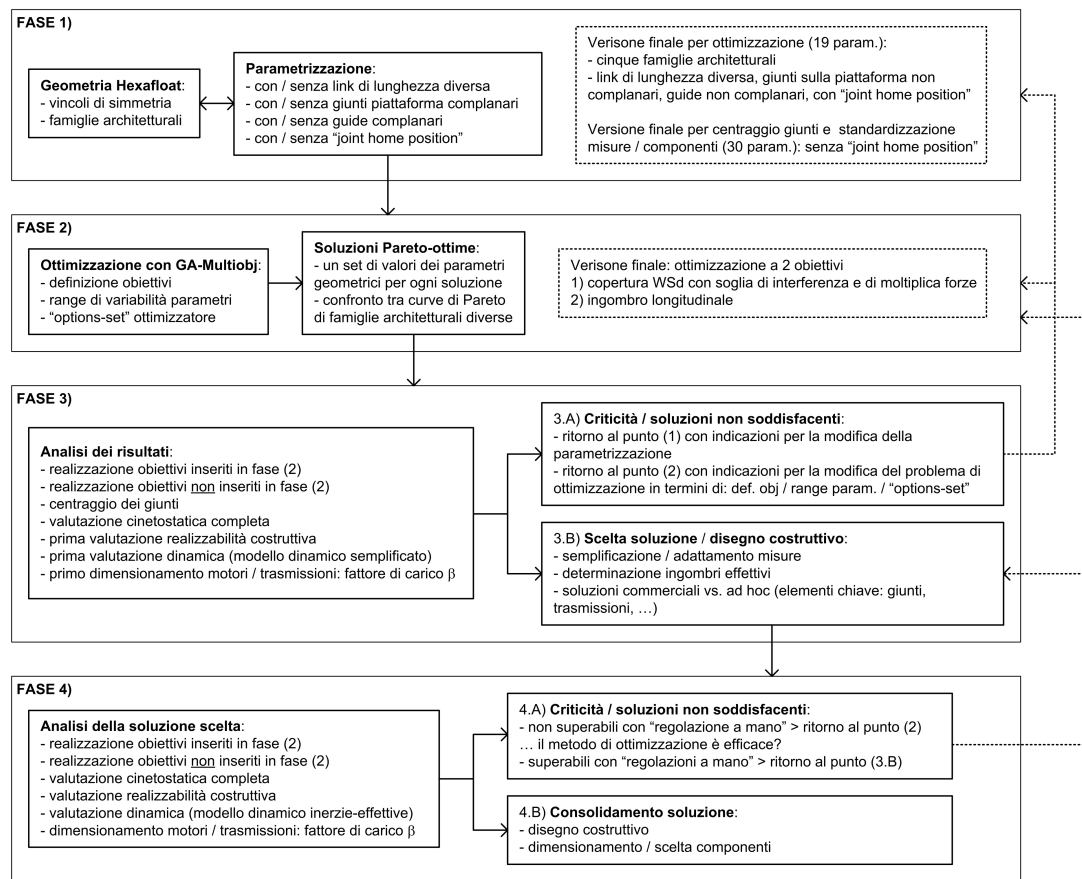 FASE 1)
Geometria Hexafloat:
- vincoli di simmetria
- famiglie architetturali
Parametrizzazione:
- con / senza link di lunghezza diversa
- con / senza giunti piattaforma complanari
- con / senza guide complanari
- con / senza “joint home position”
Verisone finale per ottimizzazione (19 param.):
- cinque famiglie architetturali
- link di lunghezza diversa, giunti sulla piattaforma non
complanari, guide non complanari, con “joint home position”
Versione finale per centraggio giunti e standardizzazione
misure / componenti (30 param.): senza “joint home position”
FASE 2)
Ottimizzazione con GA-Multiobj:
- definizione obiettivi
- range di variabilità parametri
- “options-set” ottimizzatore
Soluzioni Pareto-ottime:
- un set di valori dei parametri
geometrici per ogni soluzione
- confronto tra curve di Pareto
di famiglie architetturali diverse
Verisone finale: ottimizzazione a 2 obiettivi
1) copertura WSd con soglia di interferenza e di moltiplica forze
2) ingombro longitudinale
FASE 3)
Analisi dei risultati:
- realizzazione obiettivi inseriti in fase (2)
- realizzazione obiettivi non inseriti in fase (2)
- centraggio dei giunti
- valutazione cinetostatica completa
- prima valutazione realizzabilità costruttiva
- prima valutazione dinamica (modello dinamico semplificato)
- primo dimensionamento motori / trasmissioni: fattore di carico β
3.A) Criticità / soluzioni non soddisfacenti:
- ritorno al punto (1) con indicazioni per la modifica della
parametrizzazione
- ritorno al punto (2) con indicazioni per la modifica del problema di
ottimizzazione in termini di: def. obj / range param. / “options-set”
3.B) Scelta soluzione / disegno costruttivo:
- semplificazione / adattamento misure
- determinazione ingombri effettivi
- soluzioni commerciali vs. ad hoc (elementi chiave: giunti,
trasmissioni, …)
FASE 4)
Analisi della soluzione scelta:
- realizzazione obiettivi inseriti in fase (2)
- realizzazione obiettivi non inseriti in fase (2)
- valutazione cinetostatica completa
- valutazione realizzabilità costruttiva
- valutazione dinamica (modello dinamico inerzie-effettive)
- dimensionamento motori / trasmissioni: fattore di carico β
4.A) Criticità / soluzioni non soddisfacenti:
- non superabili con “regolazione a mano” > ritorno al punto (2)
… il metodo di ottimizzazione è efficace?
- superabili con “regolazioni a mano” > ritorno al punto (3.B)
4.B) Consolidamento soluzione:
- disegno costruttivo
- dimensionamento / scelta componenti